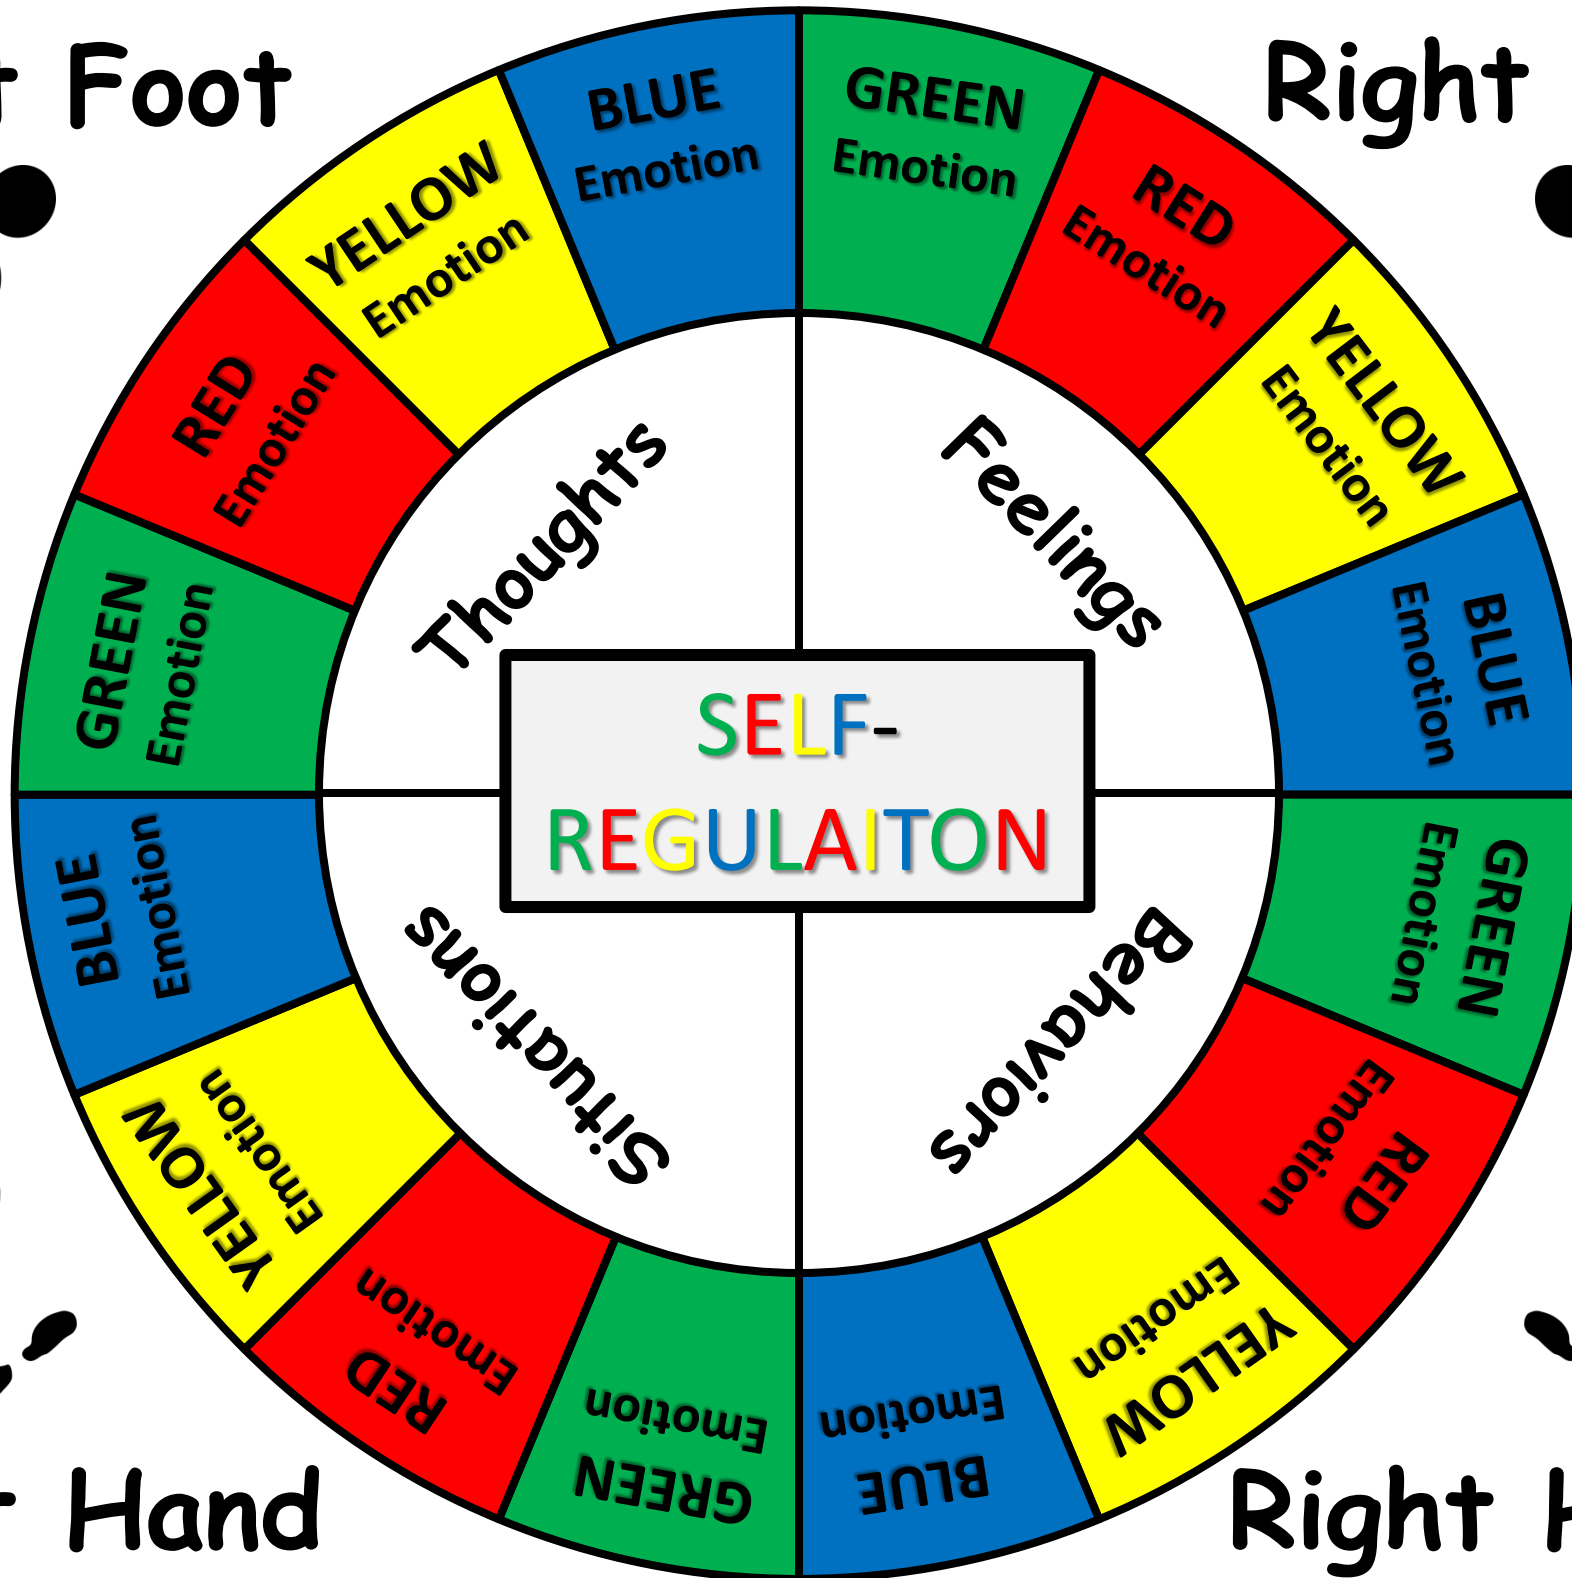 t Foot
Right
BLUE
Emotion
GREEN
Emotion
YELLOW
Emotion
RED
Emotion
RED
Emotion
YELLOW
Emotion
GREEN
Emotion
BLUE
Emotion
Thoughts
Feelings
SELF-
REGULAITON
Situations
Behaviors
BLUE
Emotion
GREEN
Emotion
YELLOW
Emotion
RED
Emotion
RED
Emotion
YELLOW
Emotion
GREEN
Emotion
BLUE
Emotion
t Hand
Right H